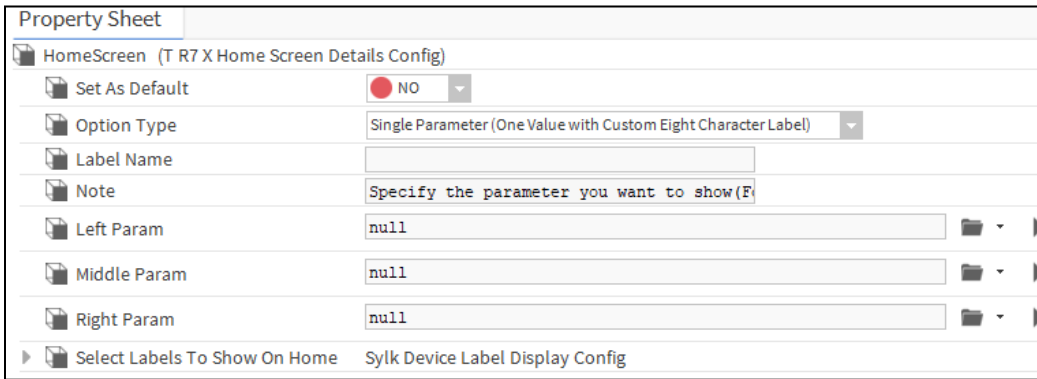 Property Sheet
HomeScreen (T R7 X Home Screen Details Config)
Set As Default NO
Option Type Single Parameter (One Value with Custom Eight Character Label)
Label Name
Note Specify the parameter you want to show(F
Left Param null
Middle Param null
Right Param null
Select Labels To Show On Home Sylk Device Label Display Config